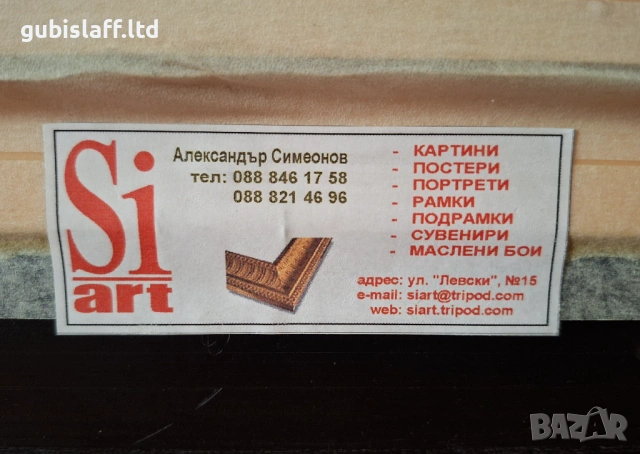 gubislaff.ltd
Si
art
Александър Симеонов
тел: 088 846 17 58
088 821 46 96
- КАРТИНИ
- ПОСТЕРИ
- ПОРТРЕТИ
- РАМКИ
- ПОДРАМКИ
- СУВЕНИРИ
- МАСЛЕНИ БОИ
адрес: ул. "Левски", №15
e-mail: siart@tripod.com
web: siart.tripod.com
BAZAR